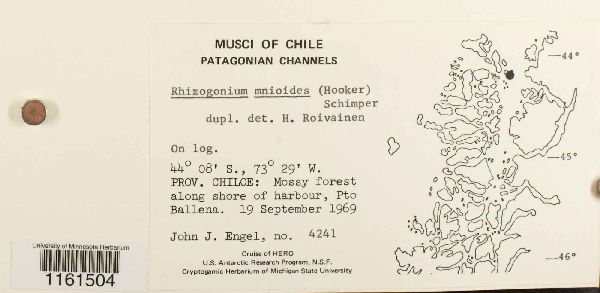 MUSCI OF CHILE
PATAGONIAN CHANNELS
Rhizogonium mnioides (Hooker)
Schimper
dupl. det. H. Roivainen
On log.
44° 08' S., 73° 29' W.
PROV. CHILCE: Mossy forest
along shore of harbour, Pto
Ballena. 19 September 1969
John J. Engel, no. 4241
Cruise of HERO
U.S. Antarctic Research Program, N.S.F.
Cryptogamic Herbarium of Michigan State University
44°
45°
46°
University of Minnesota Herbarium
1161504